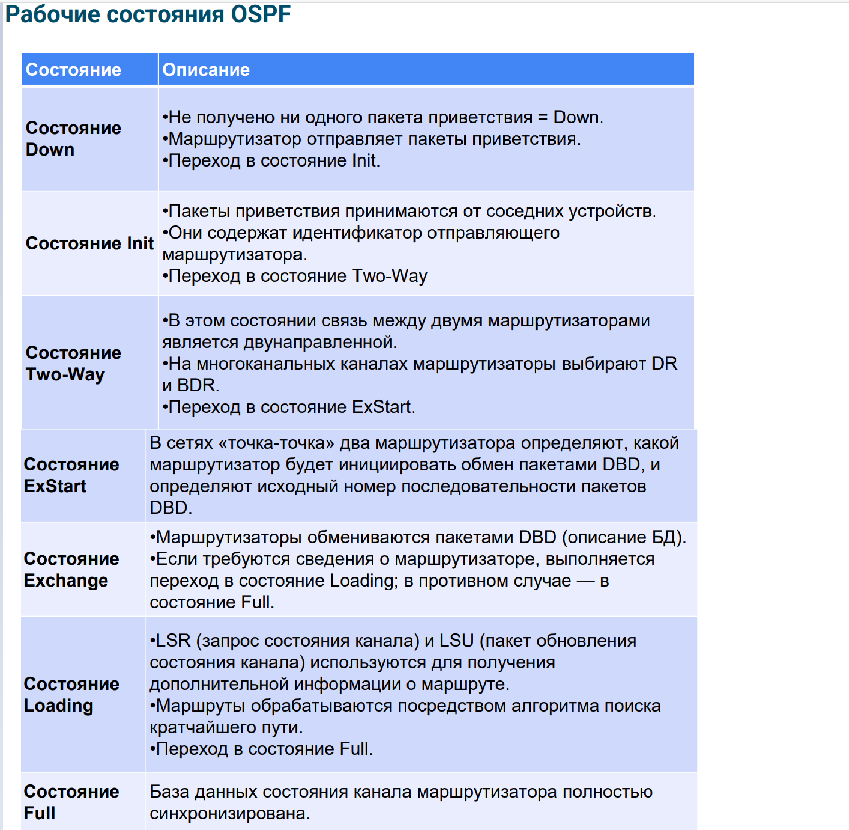 Рабочие состояния OSPF
Состояние Описание
Состояние
Down
•Не получено ни одного пакета приветствия = Down.
•Маршрутизатор отправляет пакеты приветствия.
•Переход в состояние Init.
Состояние Init
•Пакеты приветствия принимаются от соседних устройств.
•Они содержат идентификатор отправляющего
маршрутизатора.
•Переход в состояние Two-Way
Состояние
Two-Way
•В этом состоянии связь между двумя маршрутизаторами
является двунаправленной.
•На многоканальных каналах маршрутизаторы выбирают DR
и BDR.
•Переход в состояние ExStart.
Состояние
ExStart
В сетях «точка-точка» два маршрутизатора определяют, какой
маршрутизатор будет инициировать обмен пакетами DBD, и
определяют исходный номер последовательности пакетов
DBD.
Состояние
Exchange
•Маршрутизаторы обмениваются пакетами DBD (описание БД).
•Если требуются сведения о маршрутизаторе, выполняется
переход в состояние Loading; в противном случае — в
состояние Full.
Состояние
Loading
•LSR (запрос состояния канала) и LSU (пакет обновления
состояния канала) используются для получения
дополнительной информации о маршруте.
•Маршруты обрабатываются посредством алгоритма поиска
кратчайшего пути.
•Переход в состояние Full.
Состояние
Full
База данных состояния канала маршрутизатора полностью
синхронизирована.